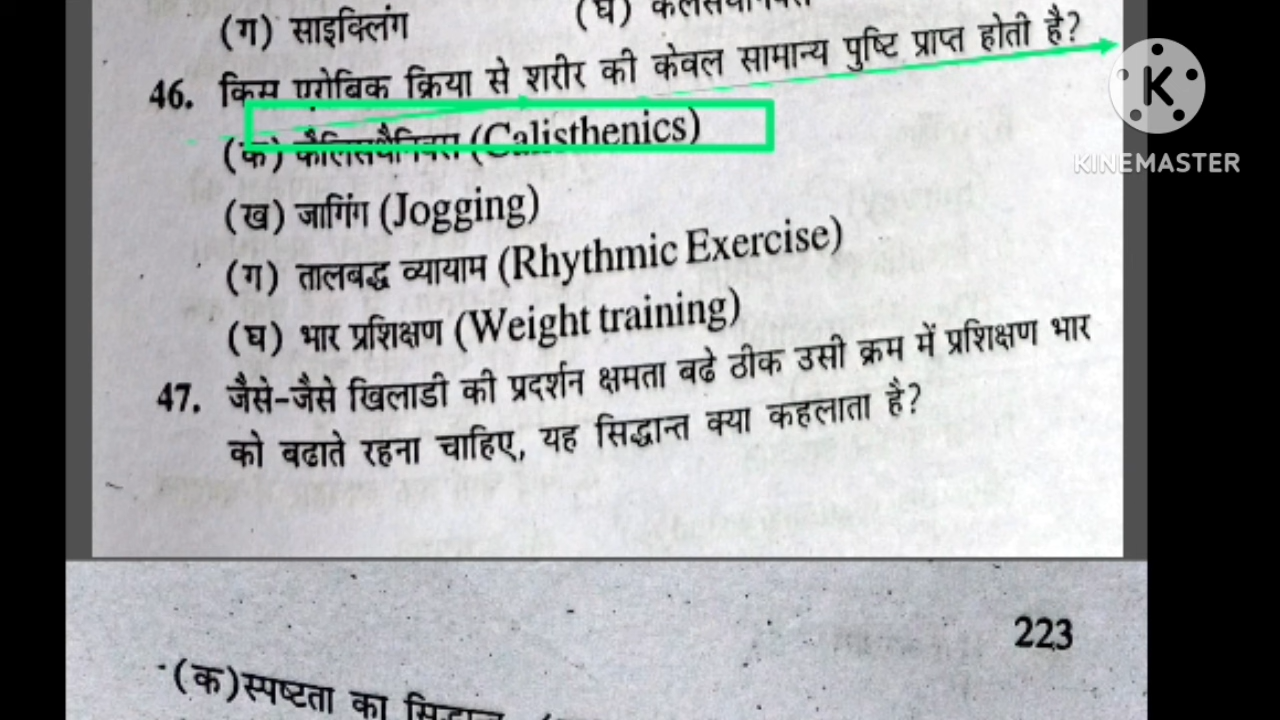 (ग) साइक्लिंग (घ)
46. किस एरोबिक क्रिया से शरीर को केवल सामान्य पुष्टि प्राप्त होती है?
(क) (Calisthenics)
(ख) जागिंग (Jogging)
(ग) तालबद्ध व्यायाम (Rhythmic Exercise)
(घ) भार प्रशिक्षण (Weight training)
47. जैसे-जैसे खिलाडी की प्रदर्शन क्षमता बढे ठीक उसी क्रम में प्रशिक्षण भार
को बढाते रहना चाहिए, यह सिद्धान्त क्या कहलाता है?
223
(क)स्पष्टता का
K
KINEMASTER